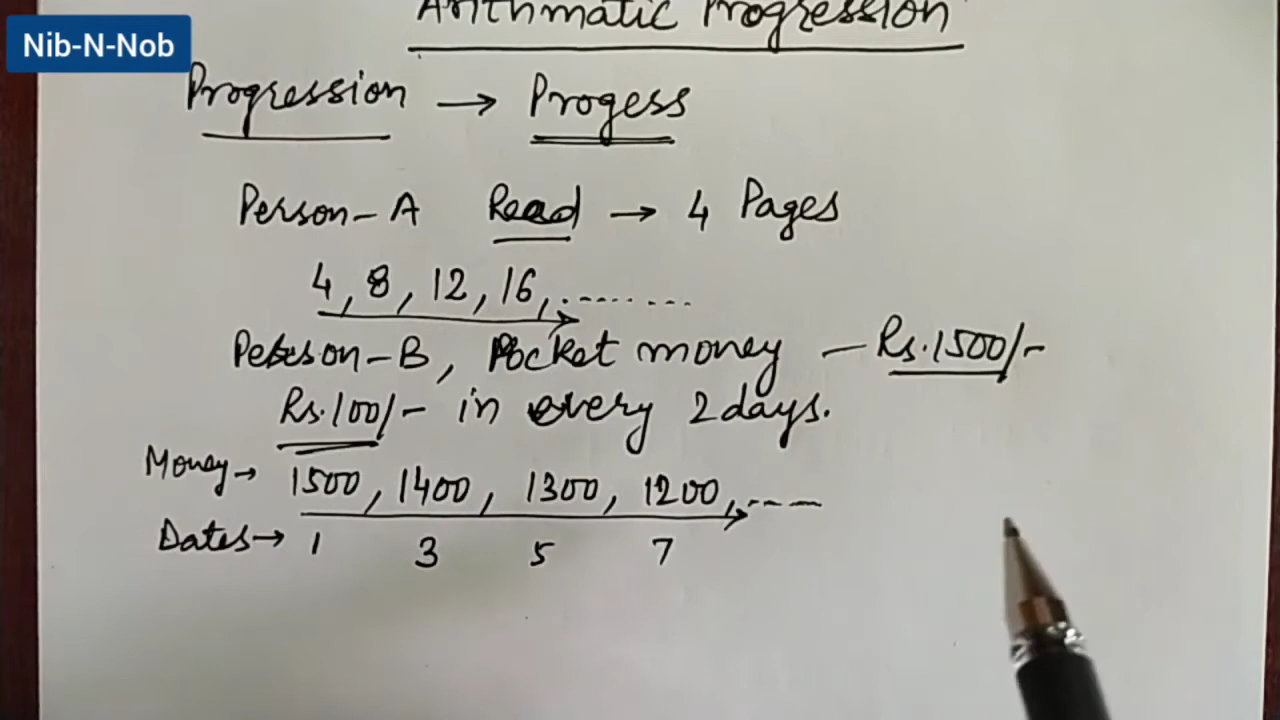 Nib-N-Nob
Arithmatic Progression
Progression → Progess
Person-A Read → 4 Pages
4, 8, 12, 16, ..........
Person-B, Pocket money - Rs.1500/-
Rs.100/- in every 2 days.
Money→ 1500, 1400, 1300, 1200, -----
Dates→ 1 3 5 7